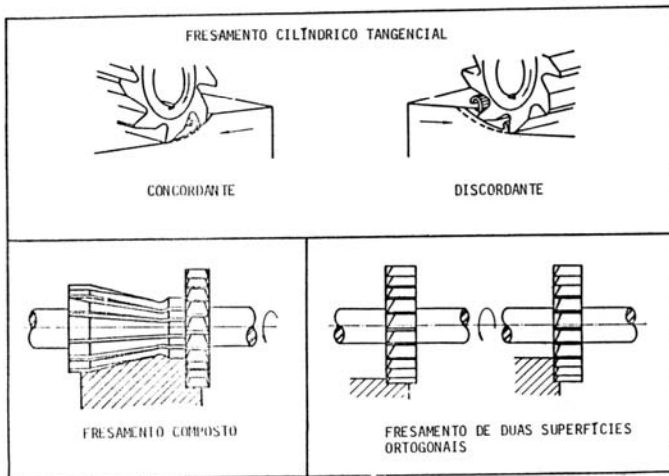 FRESAMENTO CILÍNDRICO TANGENCIAL
CONCORDANTE
DISCORDANTE
FRESAMENTO COMPOSTO
FRESAMENTO DE DUAS SUPERFÍCIES
ORTOGONAIS